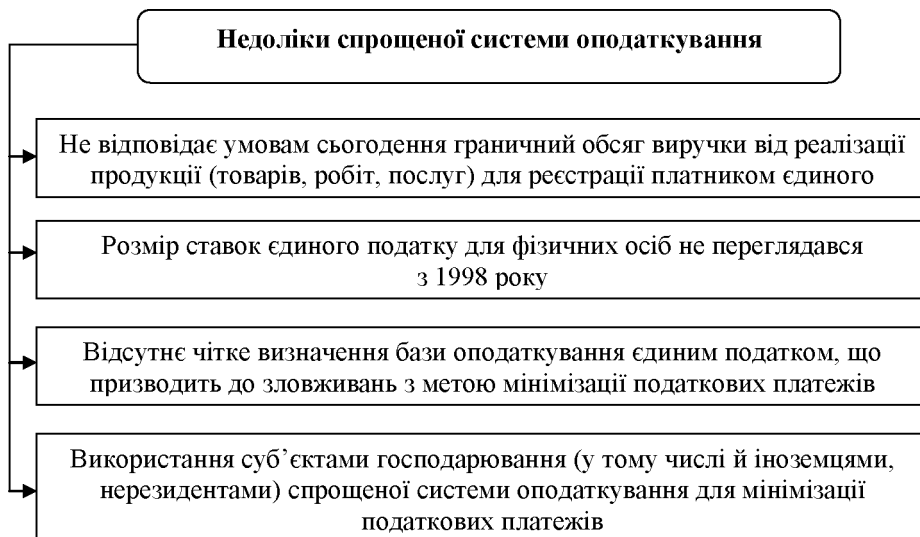 Недоліки спрощеної системи оподаткування
Не відповідає умовам сьогодення граничний обсяг виручки від реалізації
продукції (товарів, робіт, послуг) для реєстрації платником єдиного
Розмір ставок єдиного податку для фізичних осіб не переглядався
з 1998 року
Відсутнє чітке визначення бази оподаткування єдиним податком, що
призводить до зловживань з метою мінімізації податкових платежів
Використання суб’єктами господарювання (у тому числі й іноземцями,
нерезидентами) спрощеної системи оподаткування для мінімізації
податкових платежів